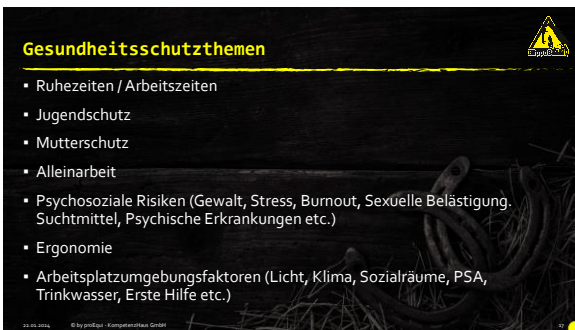 Gesundheitsschutzthemen
▪ Ruhezeiten / Arbeitszeiten
▪ Jugendschutz
▪ Mutterschutz
▪ Alleinarbeit
▪ Psychosoziale Risiken (Gewalt, Stress, Burnout, Sexuelle Belästigung.
Suchtmittel, Psychische Erkrankungen etc.)
▪ Ergonomie
▪ Arbeitsplatzumgebungsfaktoren (Licht, Klima, Sozialräume, PSA,
Trinkwasser, Erste Hilfe etc.)
22.01.2024 © by proEqui - KompetenzHaus GmbH